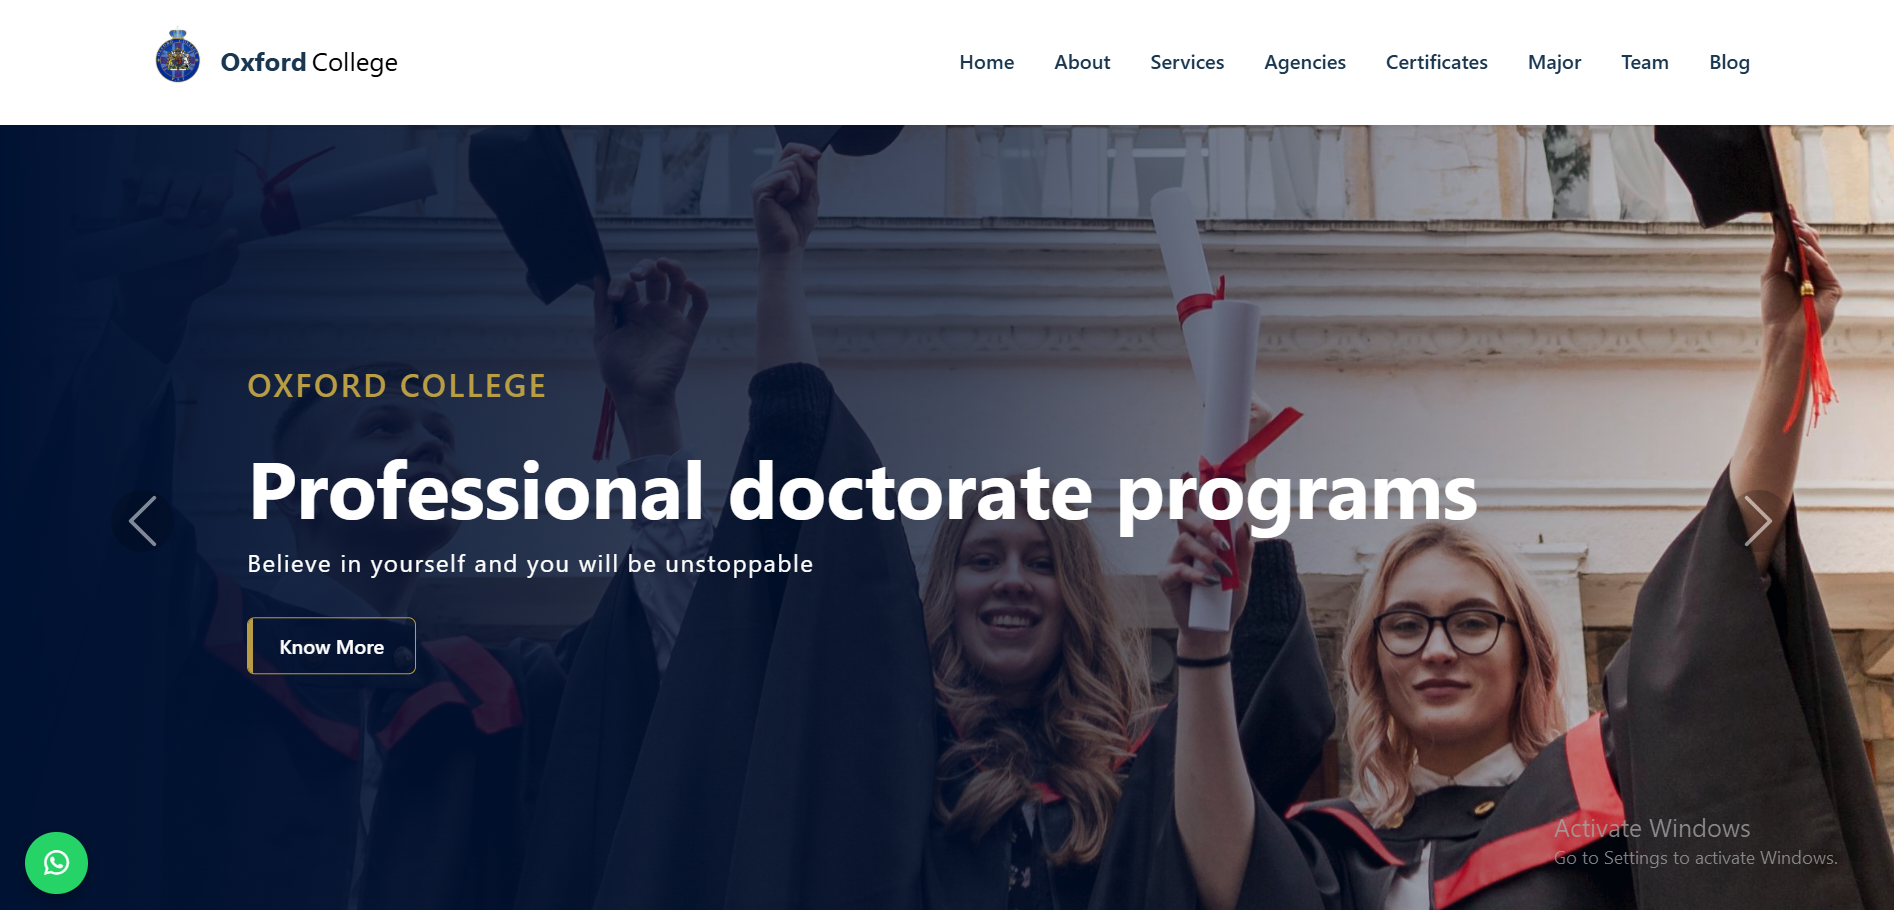 Oxford College
Home About Services Agencies Certificates Major Team Blog
OXFORD COLLEGE
Professional doctorate programs
Believe in yourself and you will be unstoppable
Know More
Activate Windows
Go to Settings to activate Windows.